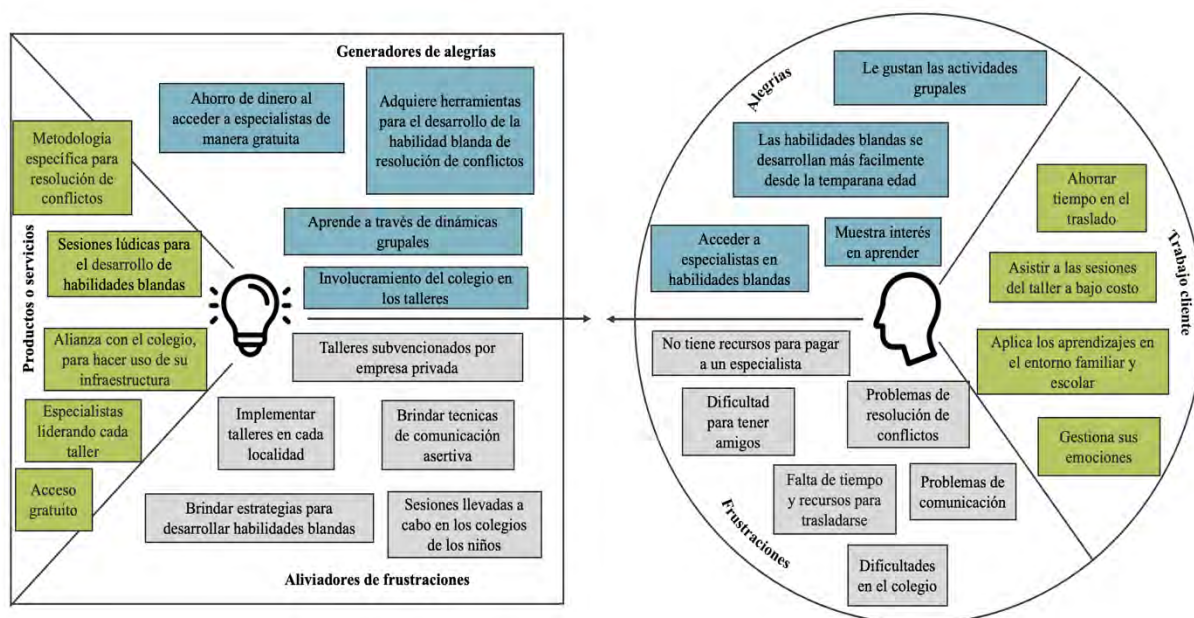 Generadores de alegrías
Ahorro de dinero al
acceder a especialistas de
manera gratuita
Adquiere herramientas
para el desarrollo de la
habilidad blanda de
resolución de conflictos
Aprende a través de dinámicas
grupales
Involucramiento del colegio en
los talleres
Productos o servicios
Metodología
específica para
resolución de
conflictos
Sesiones lúdicas para
el desarrollo de
habilidades blandas
Alianza con el colegio,
para hacer uso de su
infraestructura
Especialistas
liderando cada
taller
Acceso
gratuito
Talleres subvencionados por
empresa privada
Implementar
talleres en cada
localidad
Brindar tecnicas
de comunicación
asertiva
Brindar estrategias para
desarrollar habilidades blandas
Sesiones llevadas a
cabo en los colegios
de los niños
Aliviadores de frustraciones
Alegrías
Le gustan las actividades
grupales
Las habilidades blandas se
desarrollan más facilmente
desde la temparana edad
Acceder a
especialistas en
habilidades blandas
Muestra interés
en aprender
Trabajo cliente
Ahorrar
tiempo en el
traslado
Asistir a las sesiones
del taller a bajo costo
Aplica los aprendizajes en
el entorno familiar y
escolar
Gestiona sus
emociones
No tiene recursos para pagar
a un especialista
Dificultad
para tener
amigos
Problemas de
resolución de
conflictos
Falta de tiempo
y recursos para
trasladarse
Problemas de
comunicación
Dificultades
en el colegio
Frustraciones